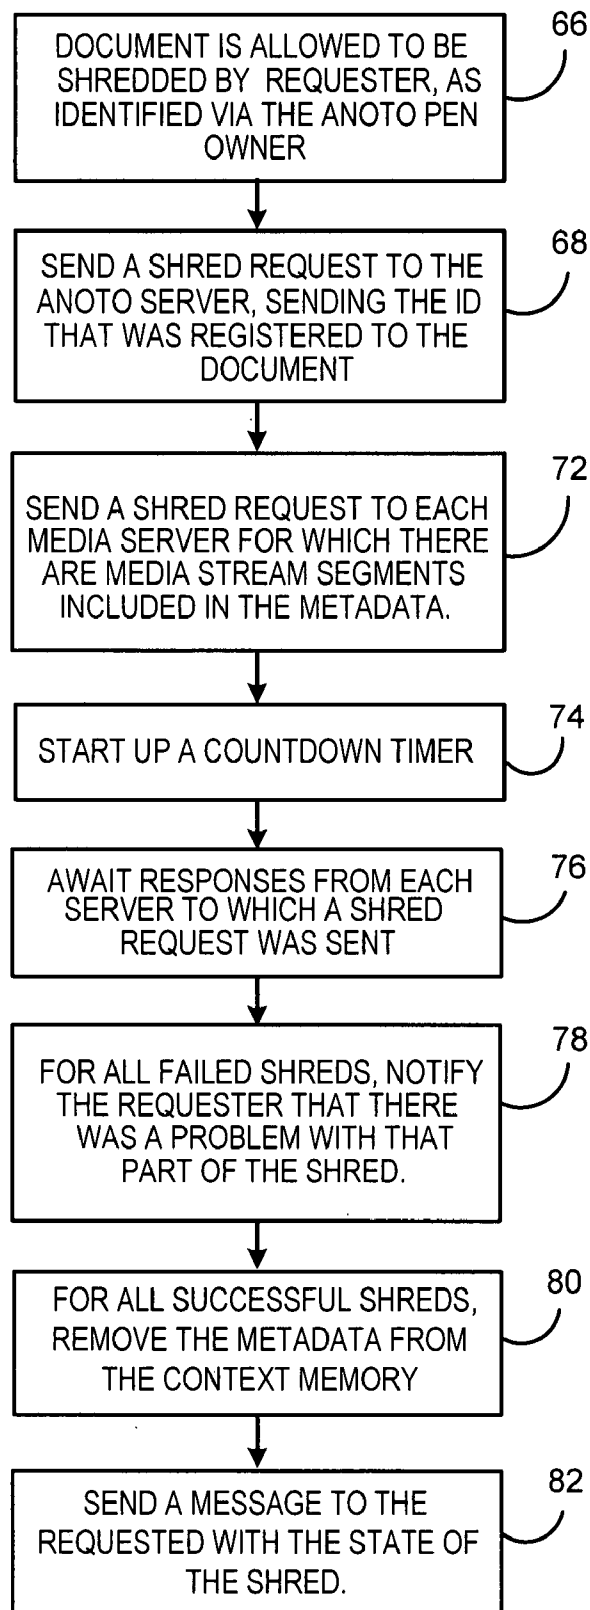 66
DOCUMENT IS ALLOWED TO BE
SHREDDED BY REQUESTER, AS
IDENTIFIED VIA THE ANOTO PEN
OWNER
68
SEND A SHRED REQUEST TO THE
ANOTO SERVER, SENDING THE ID
THAT WAS REGISTERED TO THE
DOCUMENT
72
SEND A SHRED REQUEST TO EACH
MEDIA SERVER FOR WHICH THERE
ARE MEDIA STREAM SEGMENTS
INCLUDED IN THE METADATA.
74
START UP A COUNTDOWN TIMER
76
AWAIT RESPONSES FROM EACH
SERVER TO WHICH A SHRED
REQUEST WAS SENT
78
FOR ALL FAILED SHREDS, NOTIFY
THE REQUESTER THAT THERE
WAS A PROBLEM WITH THAT
PART OF THE SHRED.
80
FOR ALL SUCCESSFUL SHREDS,
REMOVE THE METADATA FROM
THE CONTEXT MEMORY
82
SEND A MESSAGE TO THE
REQUESTED WITH THE STATE OF
THE SHRED.